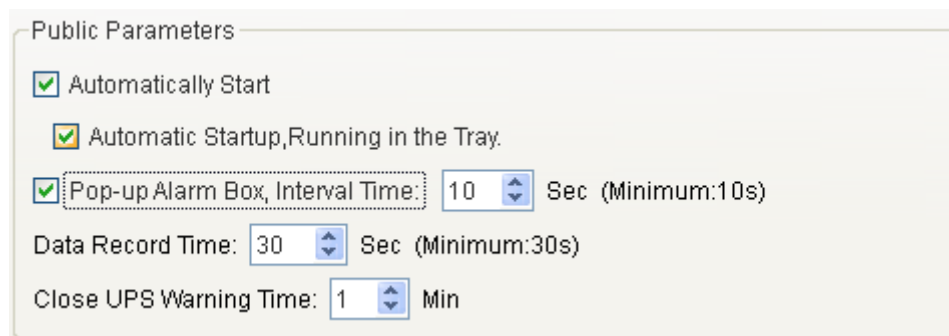 Public Parameters
Automatically Start
Automatic Startup,Running in the Tray.
Pop-up Alarm Box, Interval Time: 10 Sec (Minimum:10s)
Data Record Time: 30 Sec (Minimum:30s)
Close UPS Warning Time: 1 Min